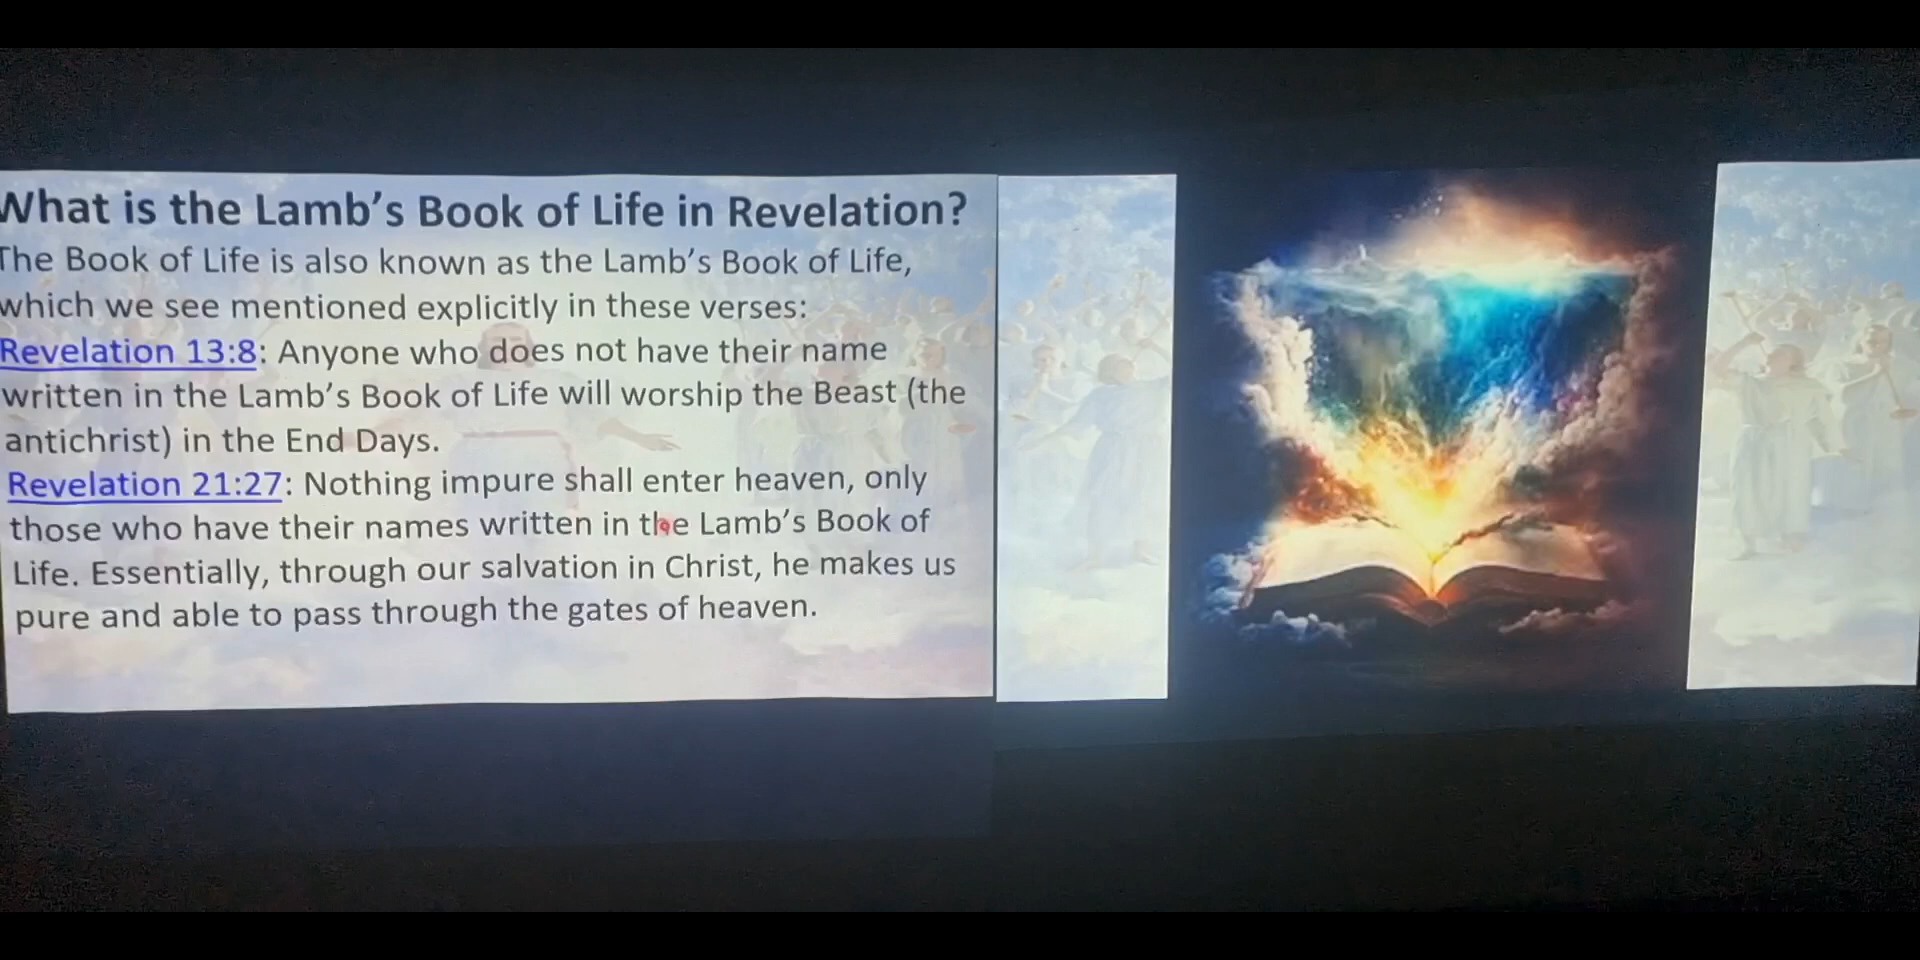 What is the Lamb's Book of Life in Revelation?
The Book of Life is also known as the Lamb's Book of Life,
which we see mentioned explicitly in these verses:
Revelation 13:8: Anyone who does not have their name
written in the Lamb's Book of Life will worship the Beast (the
antichrist) in the End Days.
Revelation 21:27: Nothing impure shall enter heaven, only
those who have their names written in the Lamb's Book of
Life. Essentially, through our salvation in Christ, he makes us
pure and able to pass through the gates of heaven.